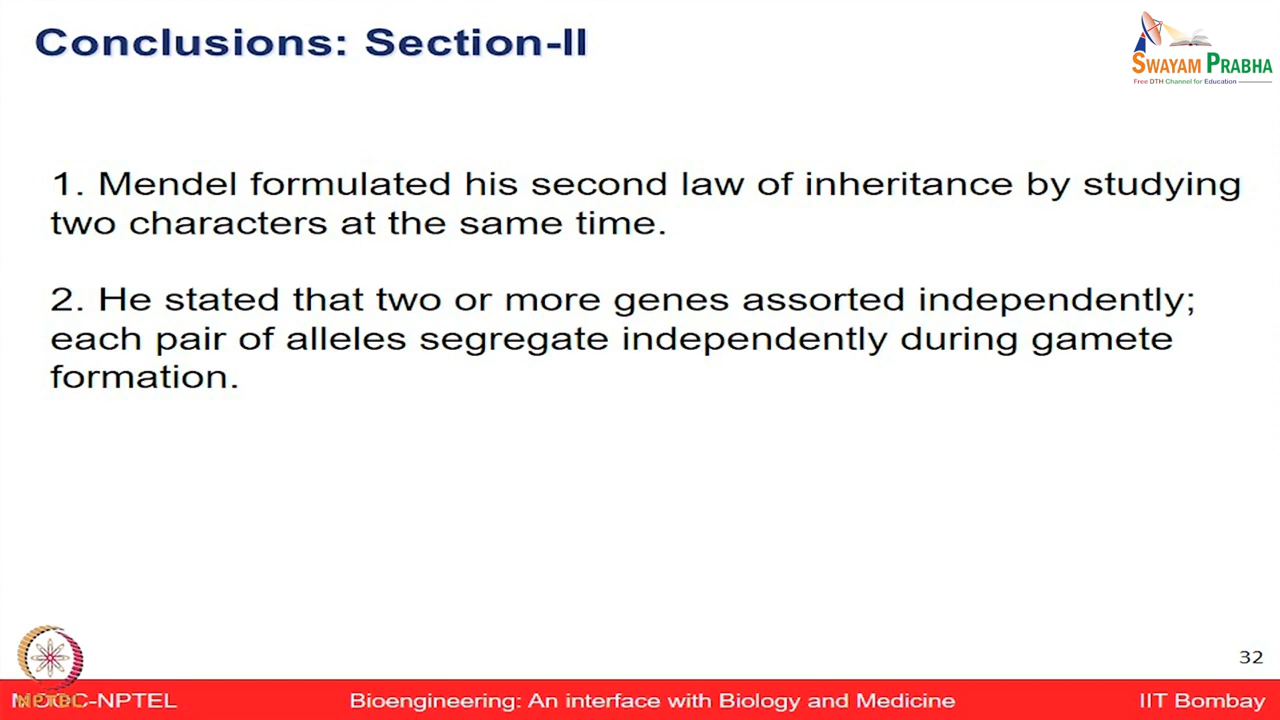 Conclusions: Section-II
SWAYAM PRABHA
Free DTH Channel for Education
1. Mendel formulated his second law of inheritance by studying
two characters at the same time.
2. He stated that two or more genes assorted independently;
each pair of alleles segregate independently during gamete
formation.
32
MOOC-NPTEL
Bioengineering: An interface with Biology and Medicine
IIT Bombay
NPTEL